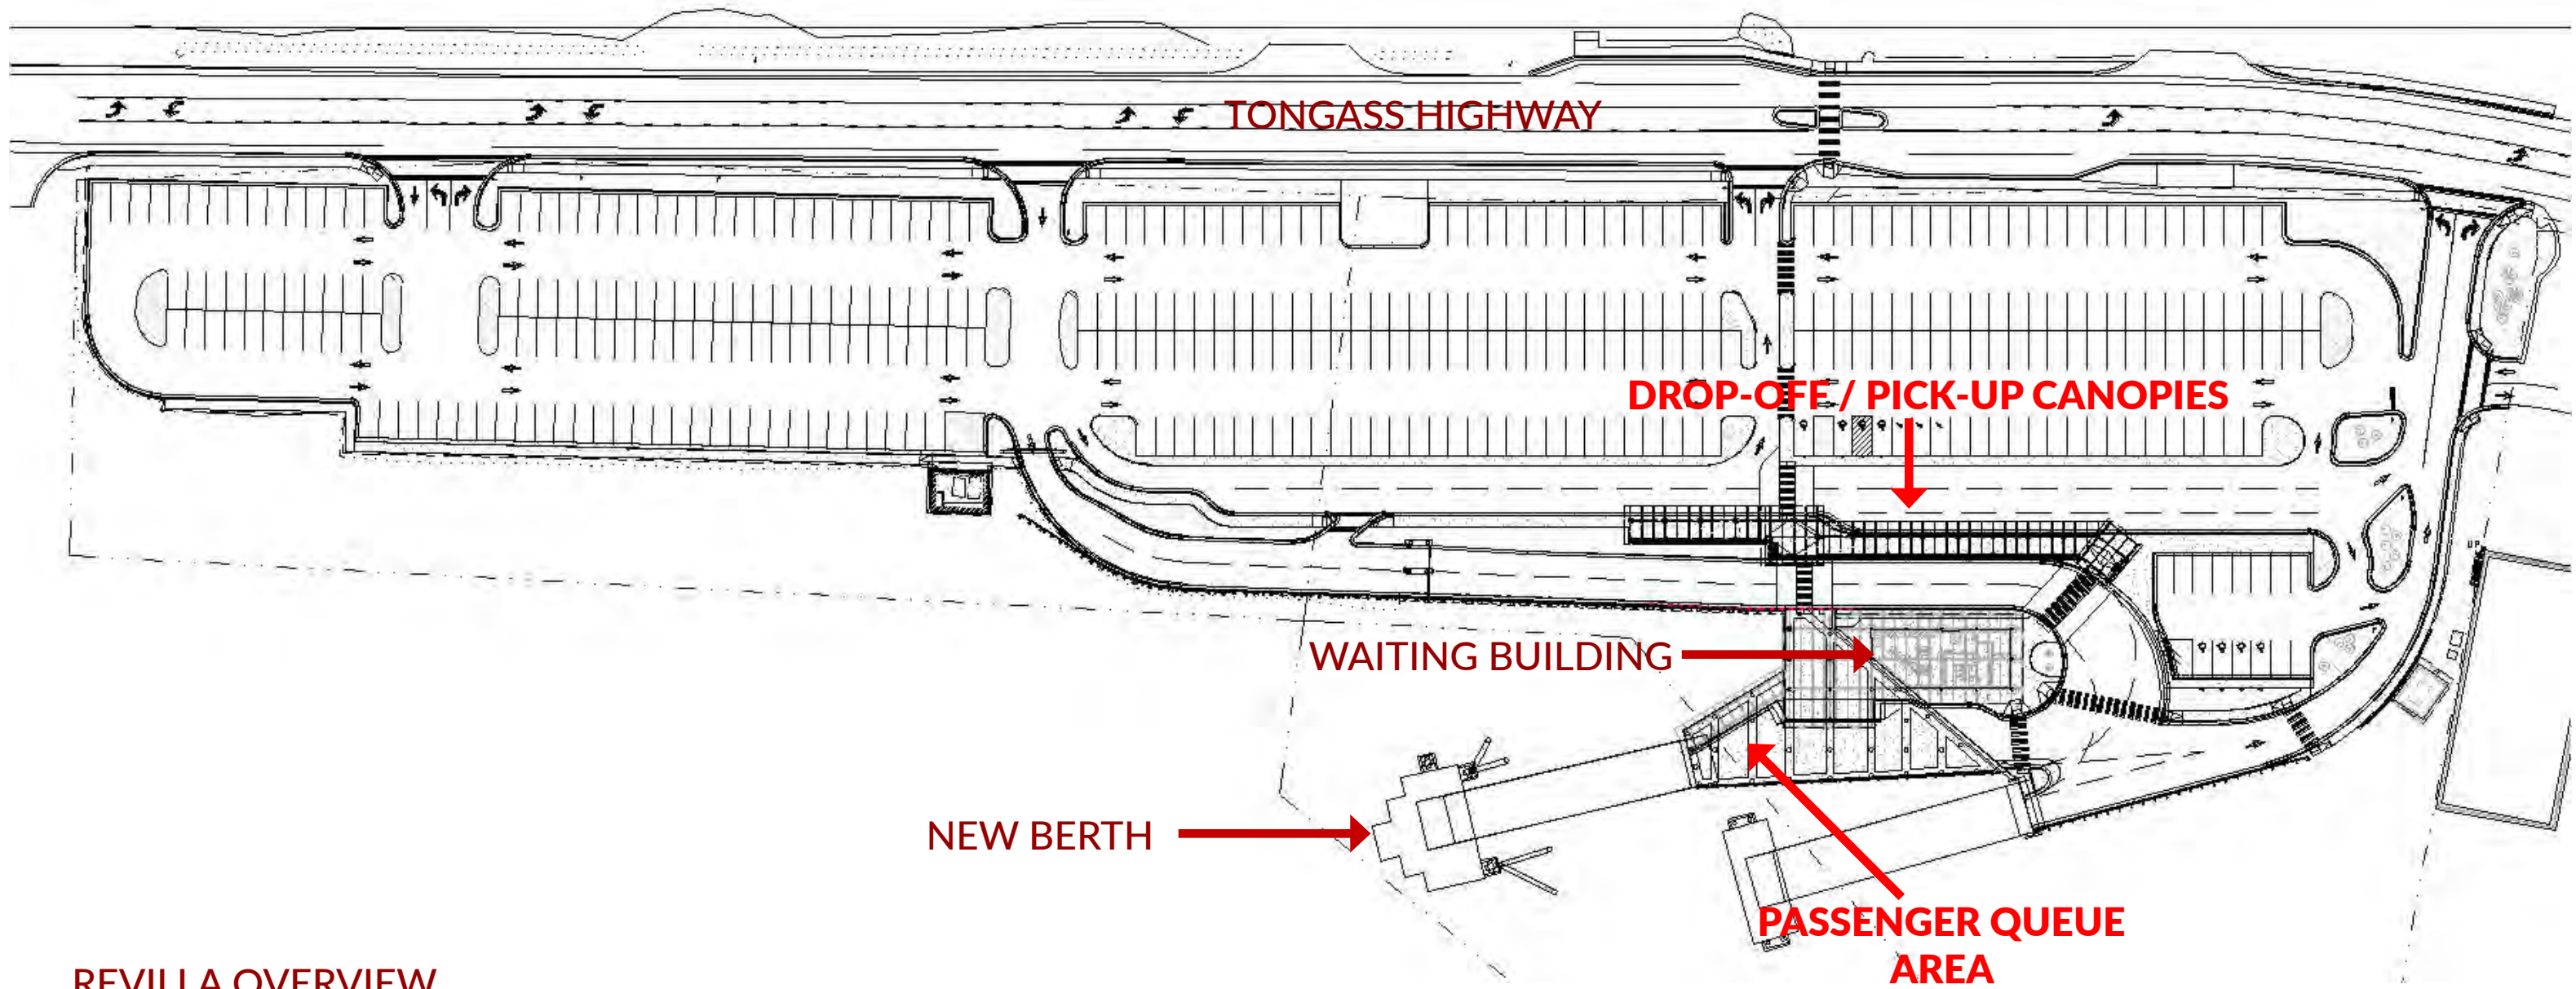 TONGASS HIGHWAY
DROP-OFF / PICK-UP CANOPIES
WAITING BUILDING
NEW BERTH
PASSENGER QUEUE
AREA
REVILLA OVERVIEW